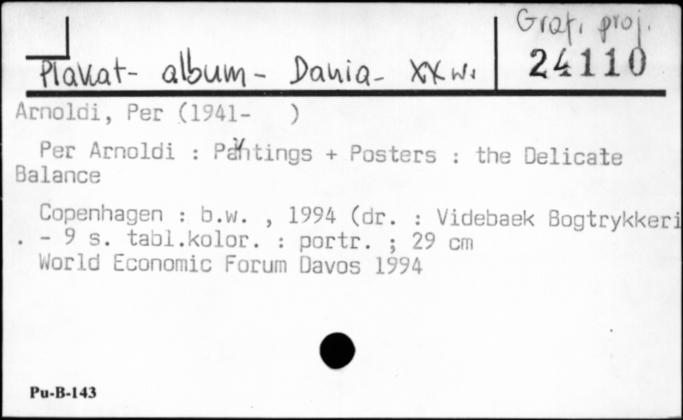 Graf. proj.
24110
Plakat - album - Dania - XX w.
Arnoldi, Per (1941-    )
Per Arnoldi : Paintings + Posters : the Delicate
Balance
Copenhagen : b.w. , 1994 (dr. : Videbaek Bogtrykkeri
. - 9 s. tabl.kolor. : portr. ; 29 cm
World Economic Forum Davos 1994
Pu-B-143